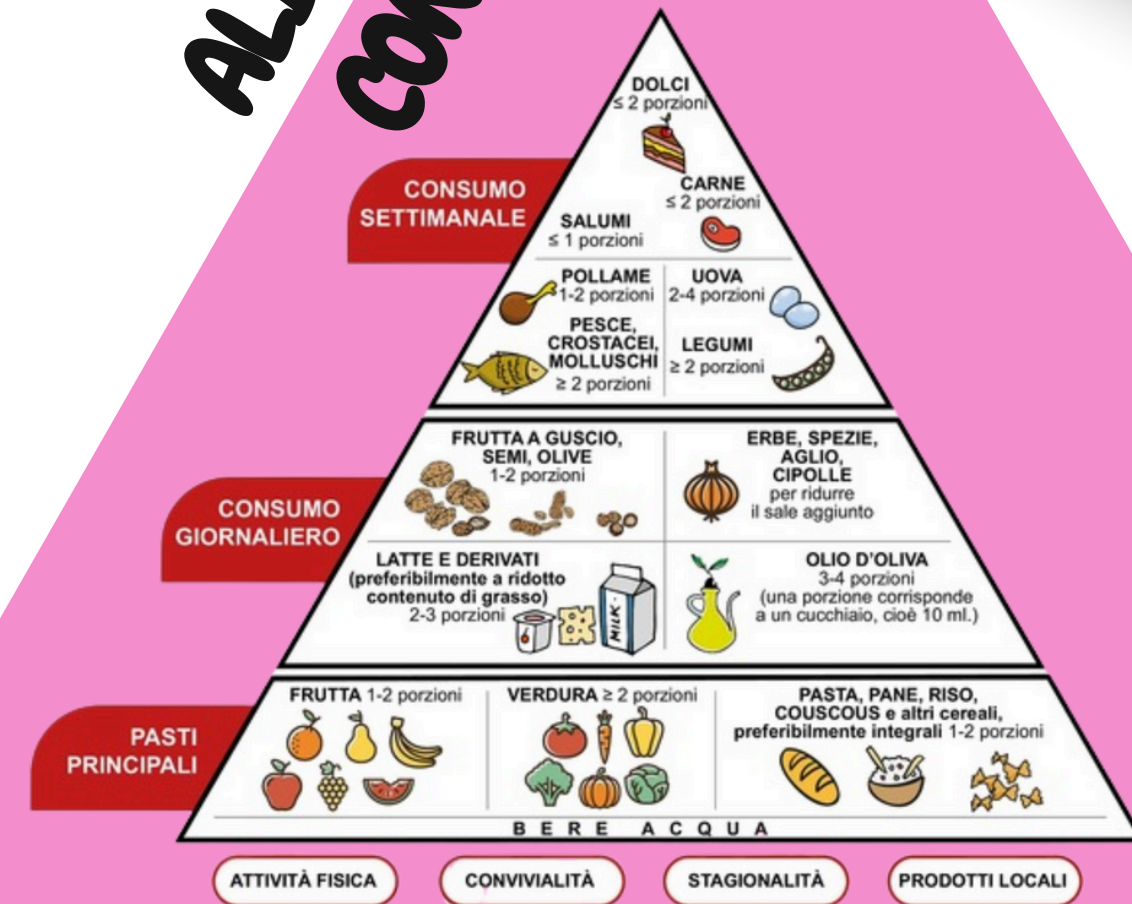 DOLCI
≤ 2 porzioni
CONSUMO
SETTIMANALE
CARNE
≤ 2 porzioni
SALUMI
≤ 1 porzioni
POLLAME
1-2 porzioni
UOVA
2-4 porzioni
PESCE,
CROSTACEI,
MOLLUSCHI
≥ 2 porzioni
LEGUMI
≥ 2 porzioni
CONSUMO
GIORNALIERO
FRUTTA A GUSCIO,
SEMI, OLIVE
1-2 porzioni
ERBE, SPEZIE,
AGLIO,
CIPOLLE
per ridurre
il sale aggiunto
LATTE E DERIVATI
(preferibilmente a ridotto
contenuto di grasso)
2-3 porzioni
MILK
OLIO D'OLIVA
3-4 porzioni
(una porzione corrisponde
a un cucchiaio, cioè 10 ml.)
PASTI
PRINCIPALI
FRUTTA 1-2 porzioni
VERDURA ≥ 2 porzioni
PASTA, PANE, RISO,
COUSCOUS e altri cereali,
preferibilmente integrali 1-2 porzioni
BERE ACQUA
ATTIVITÀ FISICA
CONVIVIALITÀ
STAGIONALITÀ
PRODOTTI LOCALI